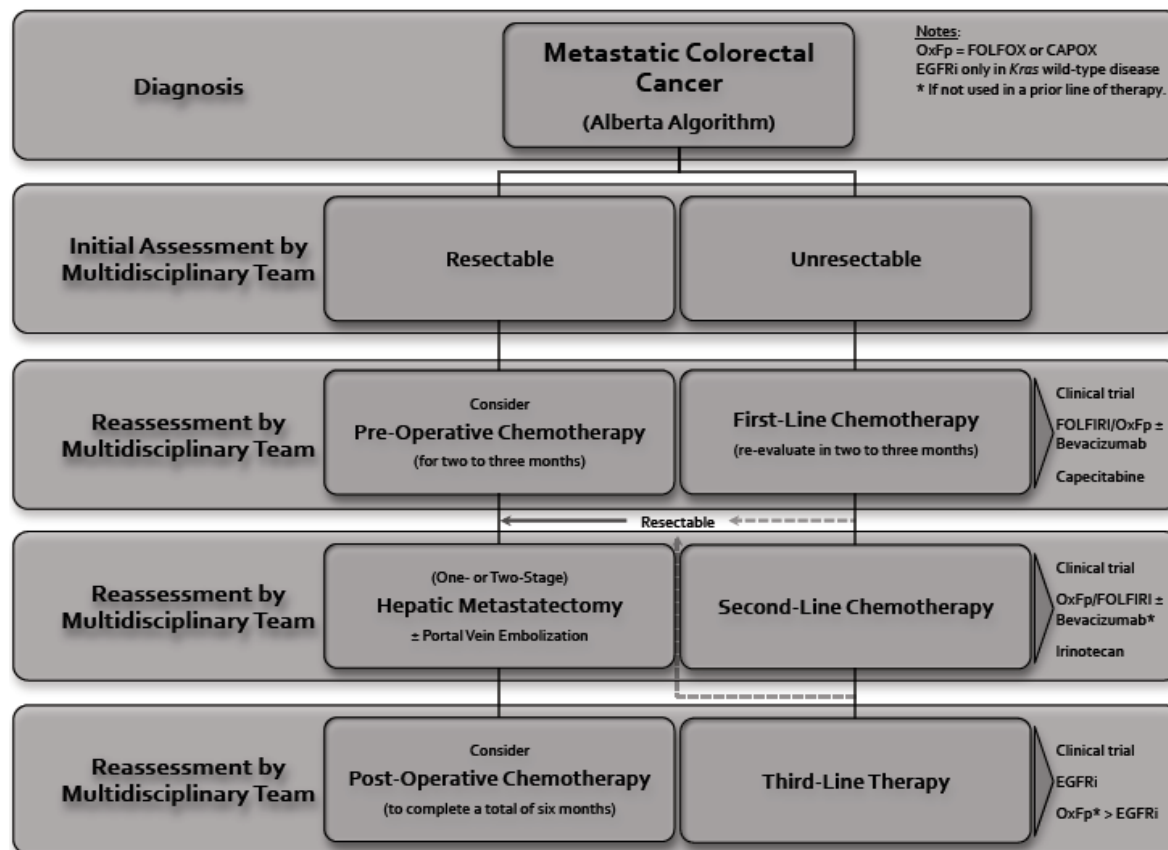 Diagnosis
Metastatic Colorectal
Cancer
(Alberta Algorithm)
Notes:
OxFp = FOLFOX or CAPOX
EGFRi only in Kras wild-type disease
* If not used in a prior line of therapy.
Initial Assessment by
Multidisciplinary Team
Resectable
Unresectable
Reassessment by
Multidisciplinary Team
Consider
Pre-Operative Chemotherapy
(for two to three months)
First-Line Chemotherapy
(re-evaluate in two to three months)
Clinical trial
FOLFIRI/OxFp ±
Bevacizumab
Capecitabine
Resectable
Reassessment by
Multidisciplinary Team
(One- or Two-Stage)
Hepatic Metastatectomy
± Portal Vein Embolization
Second-Line Chemotherapy
Clinical trial
OxFp/FOLFIRI ±
Bevacizumab*
Irinotecan
Reassessment by
Multidisciplinary Team
Consider
Post-Operative Chemotherapy
(to complete a total of six months)
Third-Line Therapy
Clinical trial
EGFRi
OxFp* > EGFRi